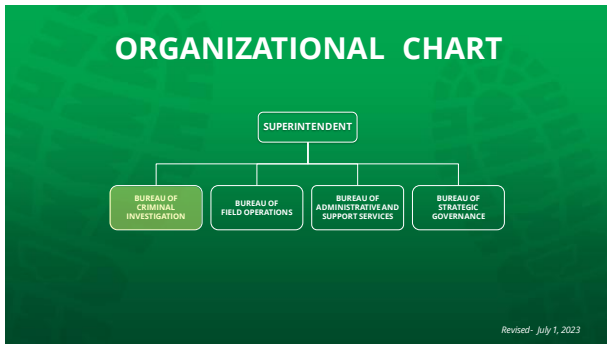 ORGANIZATIONAL CHART
SUPERINTENDENT
BUREAU OF
CRIMINAL
INVESTIGATION
BUREAU OF
FIELD OPERATIONS
BUREAU OF
ADMINISTRATIVE AND
SUPPORT SERVICES
BUREAU OF
STRATEGIC
GOVERNANCE
Revised- July 1, 2023